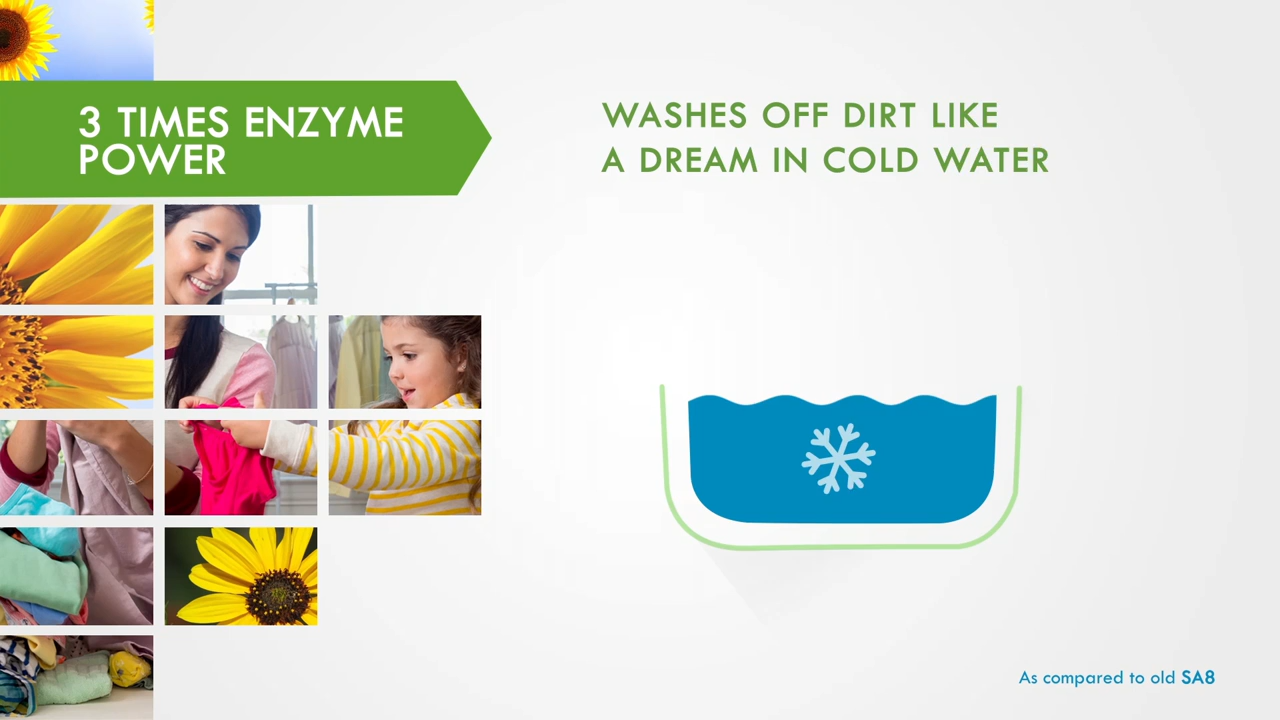 3 TIMES ENZYME
POWER
WASHES OFF DIRT LIKE
A DREAM IN COLD WATER
As compared to old SA8